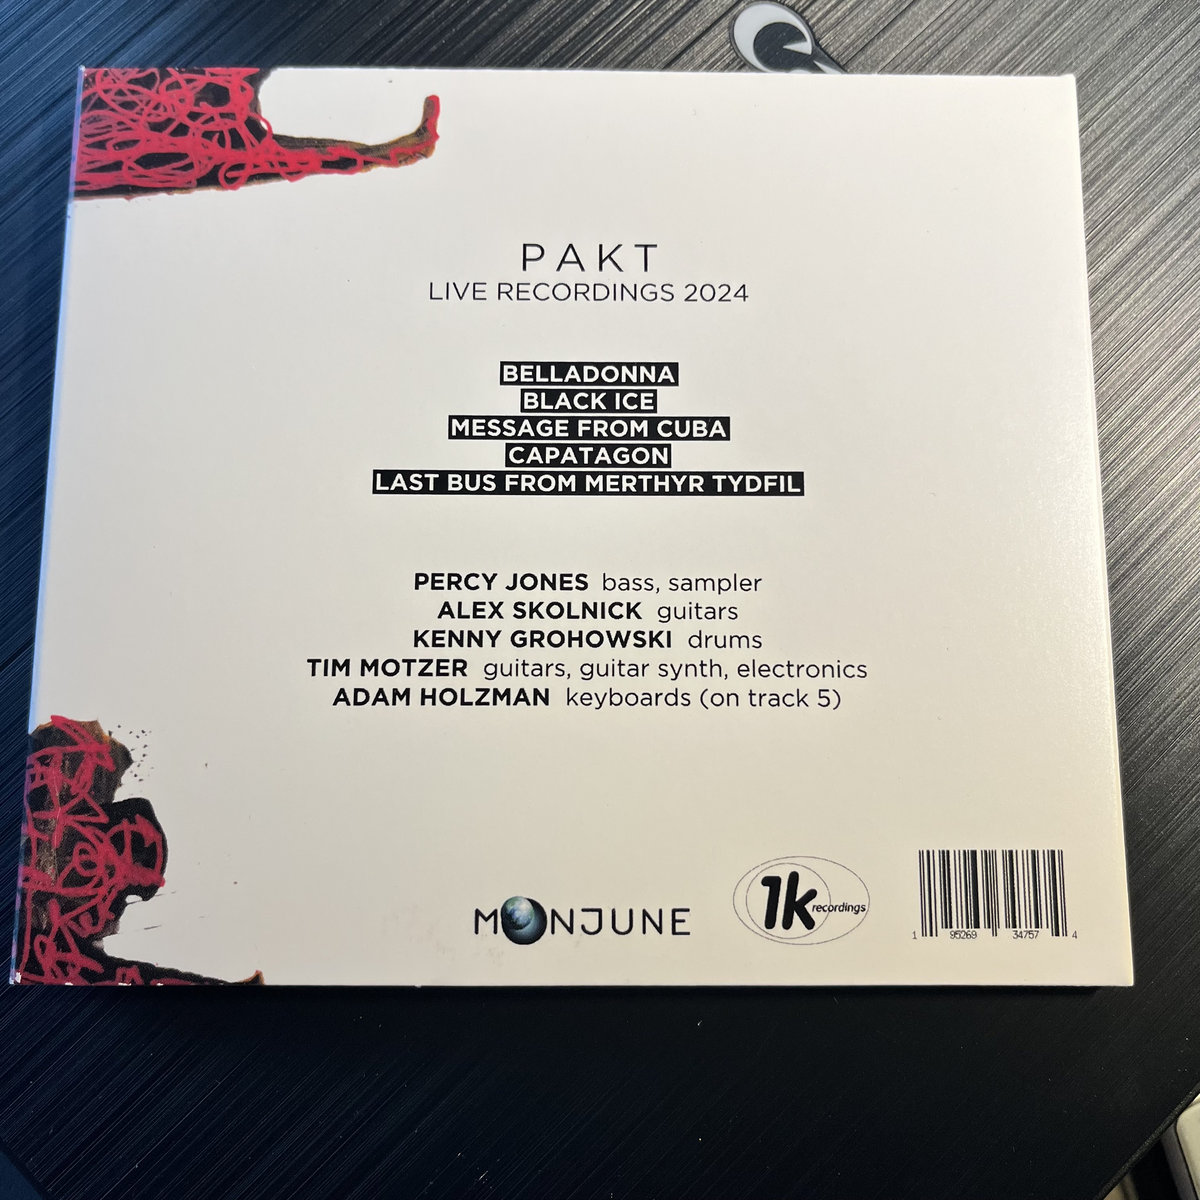 PAKT
LIVE RECORDINGS 2024
BELLADONNA
BLACK ICE
MESSAGE FROM CUBA
CAPATAGON
LAST BUS FROM MERTHYR TYDFIL
PERCY JONES bass, sampler
ALEX SKOLNICK guitars
KENNY GROHOWSKI drums
TIM MOTZER guitars, guitar synth, electronics
ADAM HOLZMAN keyboards (on track 5)
MOONJUNE
1k recordings
1 95269 34757 4